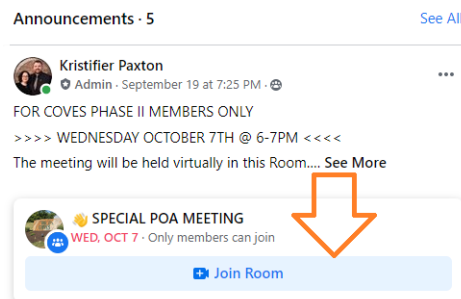 Announcements · 5
See All
Kristifier Paxton
Admin · September 19 at 7:25 PM ·
FOR COVES PHASE II MEMBERS ONLY
>>>> WEDNESDAY OCTOBER 7TH @ 6-7PM <<<<
The meeting will be held virtually in this Room.... See More
👋 SPECIAL POA MEETING
WED, OCT 7 · Only members can join
Join Room